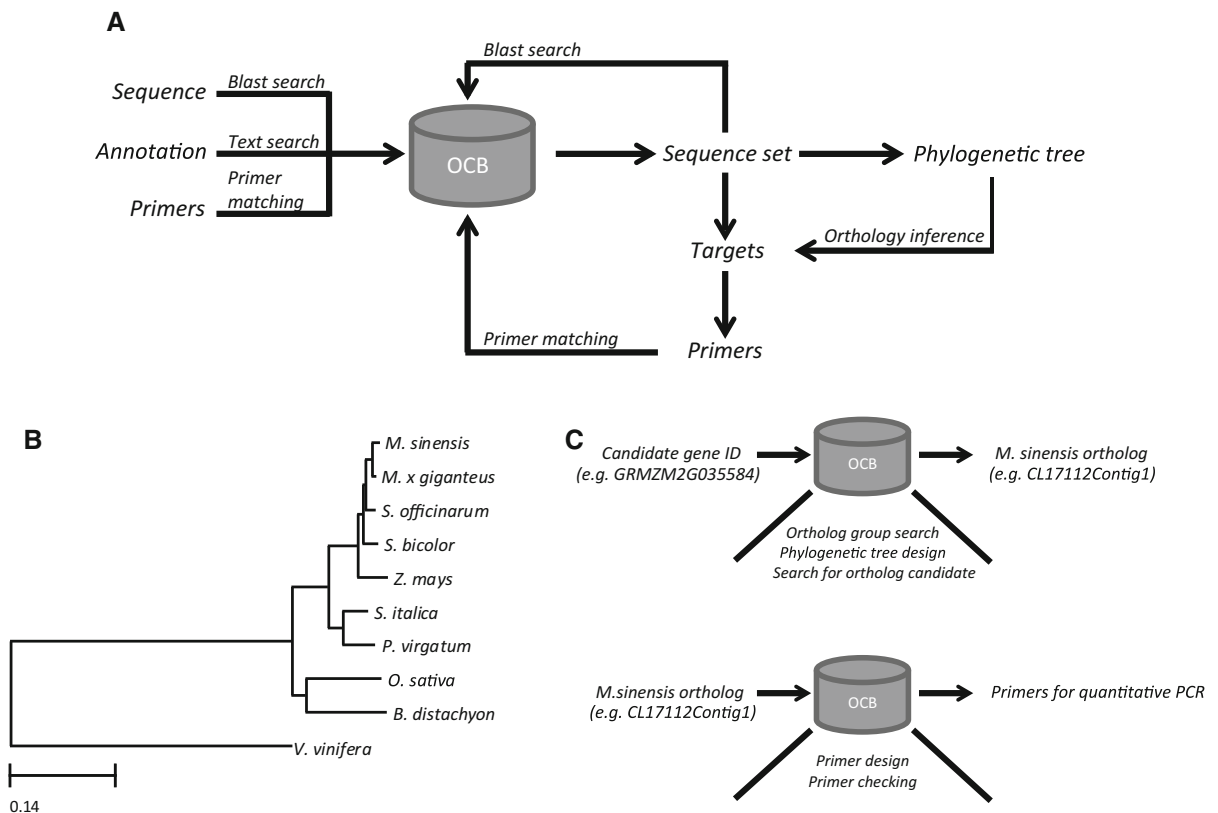 A
Blast search
Sequence
Blast search
Annotation
Text search
Primers
Primer
matching
OCB
Sequence set
Phylogenetic tree
Orthology inference
Targets
Primer matching
Primers
B
M. sinensis
M. x giganteus
S. officinarum
S. bicolor
Z. mays
S. italica
P. virgatum
O. sativa
B. distachyon
V. vinifera
0.14
C
Candidate gene ID
(e.g. GRMZM2G035584)
OCB
M. sinensis ortholog
(e.g. CL17112Contig1)
Ortholog group search
Phylogenetic tree design
Search for ortholog candidate
M.sinensis ortholog
(e.g. CL17112Contig1)
OCB
Primers for quantitative PCR
Primer design
Primer checking